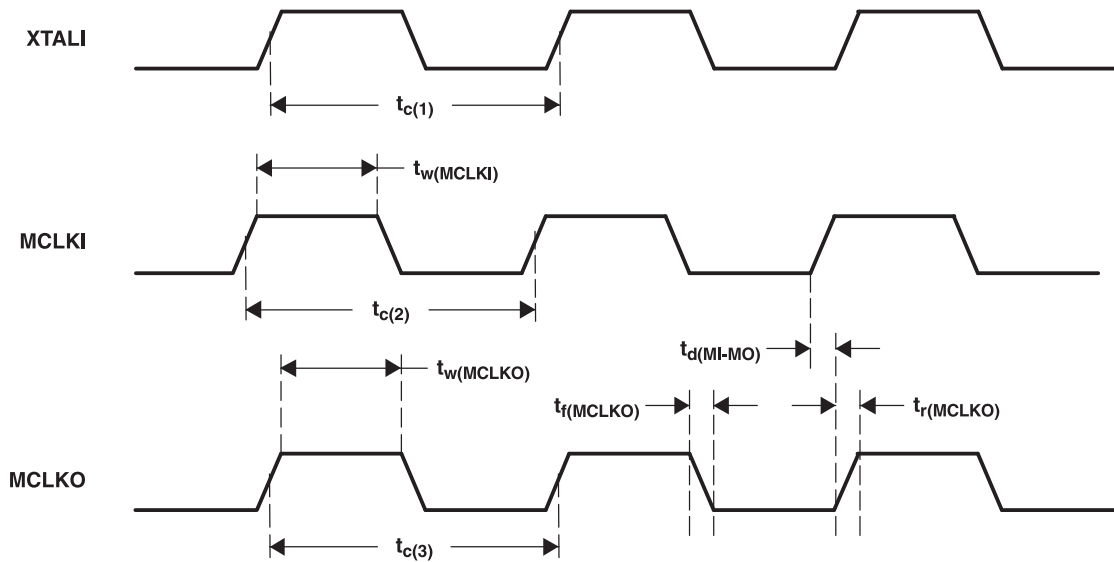 XTALI
tc(1)
tw(MCLKI)
MCLKI
tc(2)
td(MI-MO)
tw(MCLKO)
tf(MCLKO)
tr(MCLKO)
MCLKO
tc(3)